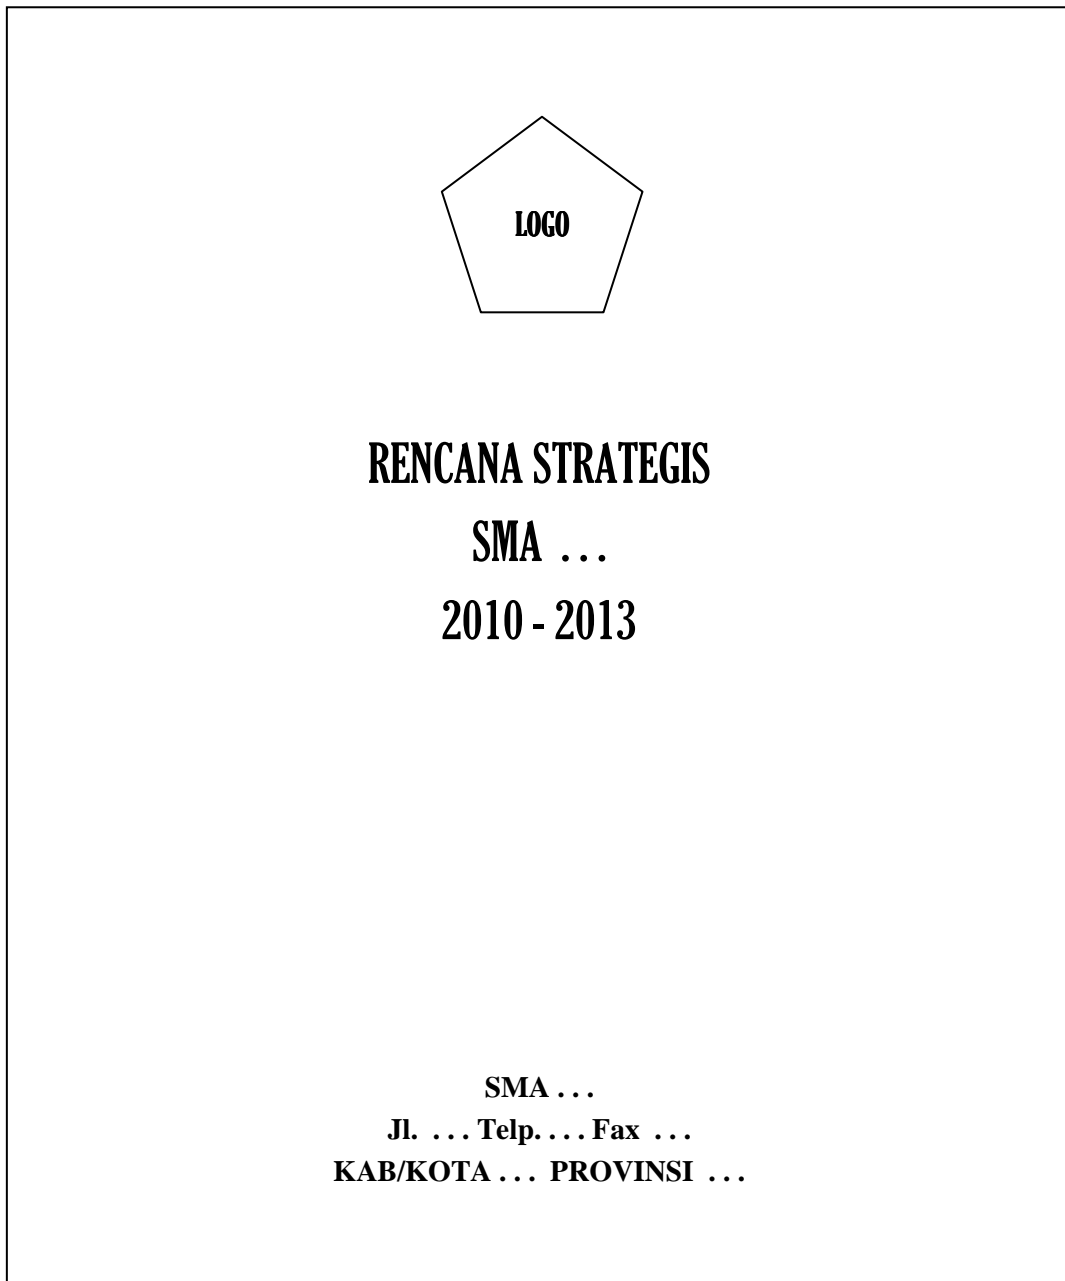 LOGO
RENCANA STRATEGIS
SMA . . .
2010 - 2013
SMA . . .
Jl. . . . Telp. . . . Fax . . .
KAB/KOTA . . . PROVINSI . . .